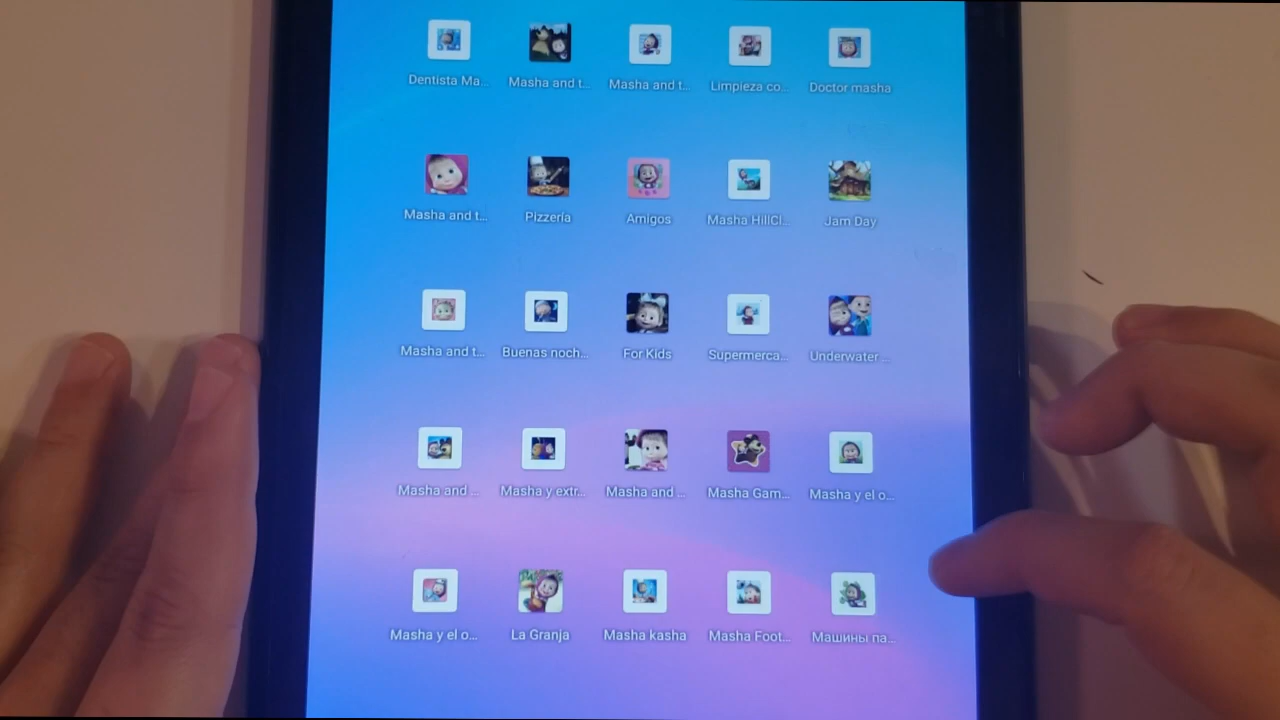 Dentista Ma...
Masha and t...
Masha and t...
Limpieza co...
Doctor masha
Masha and t...
Pizzería
Amigos
Masha HillCl...
Jam Day
Masha and t...
Buenas noch...
For Kids
Supermerca...
Underwater ...
Masha and ...
Masha y extr...
Masha and ...
Masha Gam...
Masha y el o...
Masha y el o...
La Granja
Masha kasha
Masha Foot...
Машины па...